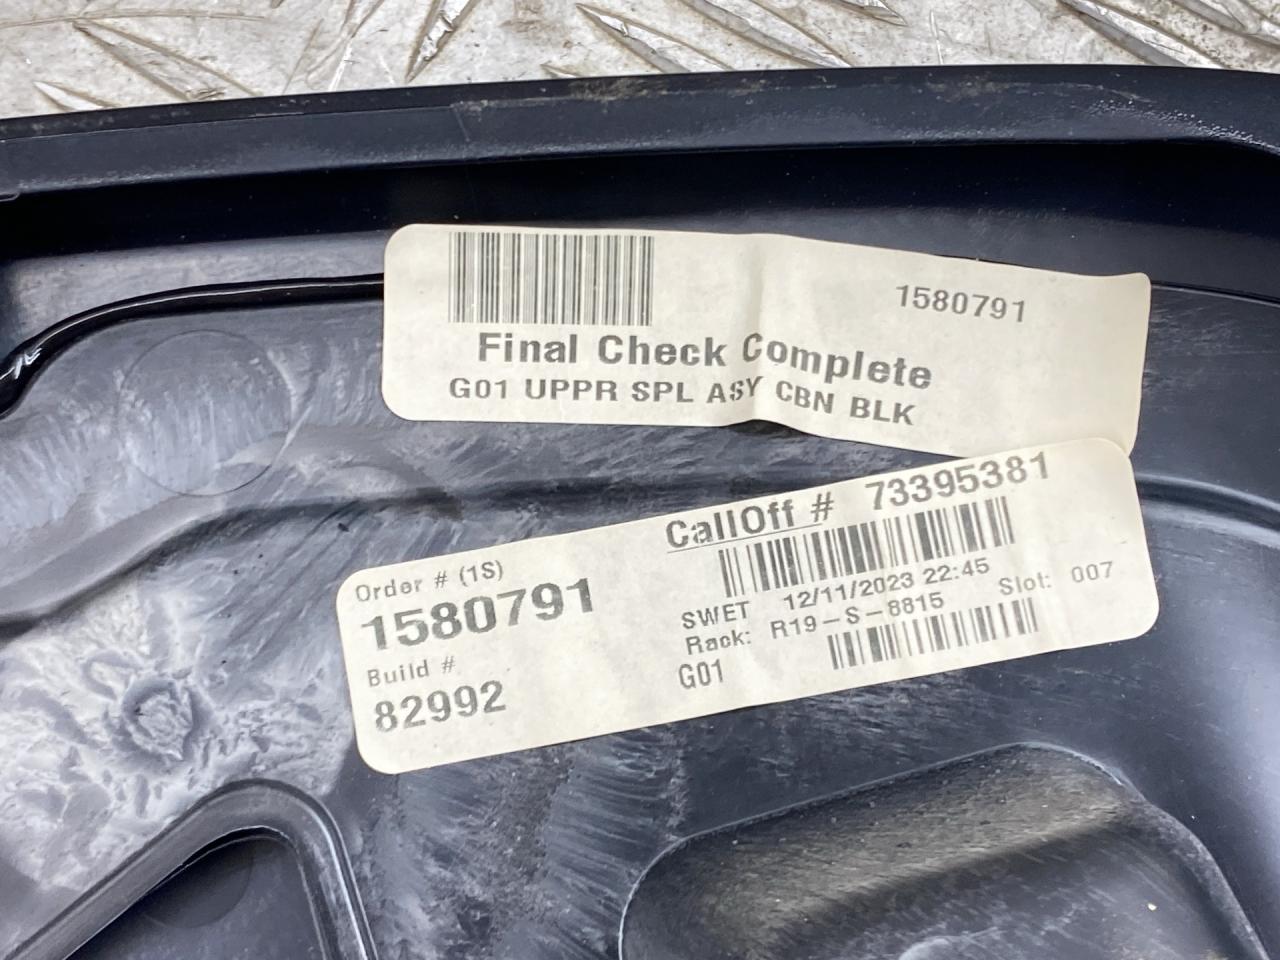 1580791
Final Check Complete
G01 UPPR SPL ASY CBN BLK
CallOff # 73395381
Order # (1S)
1580791
SWET 12/11/2023 22:45
Rack: R19-S-8815 Slot: 007
Build #
82992
G01